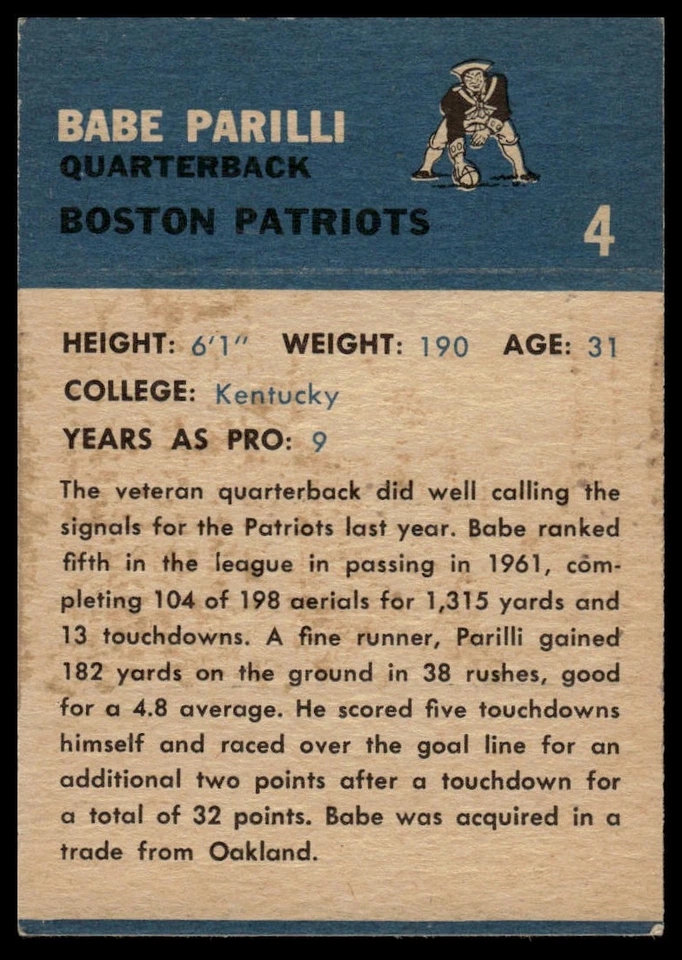 BABE PARILLI
QUARTERBACK
BOSTON PATRIOTS
4
HEIGHT: 6'1" WEIGHT: 190 AGE: 31
COLLEGE: Kentucky
YEARS AS PRO: 9
The veteran quarterback did well calling the
signals for the Patriots last year. Babe ranked
fifth in the league in passing in 1961, com-
pleting 104 of 198 aerials for 1,315 yards and
13 touchdowns. A fine runner, Parilli gained
182 yards on the ground in 38 rushes, good
for a 4.8 average. He scored five touchdowns
himself and raced over the goal line for an
additional two points after a touchdown for
a total of 32 points. Babe was acquired in a
trade from Oakland.